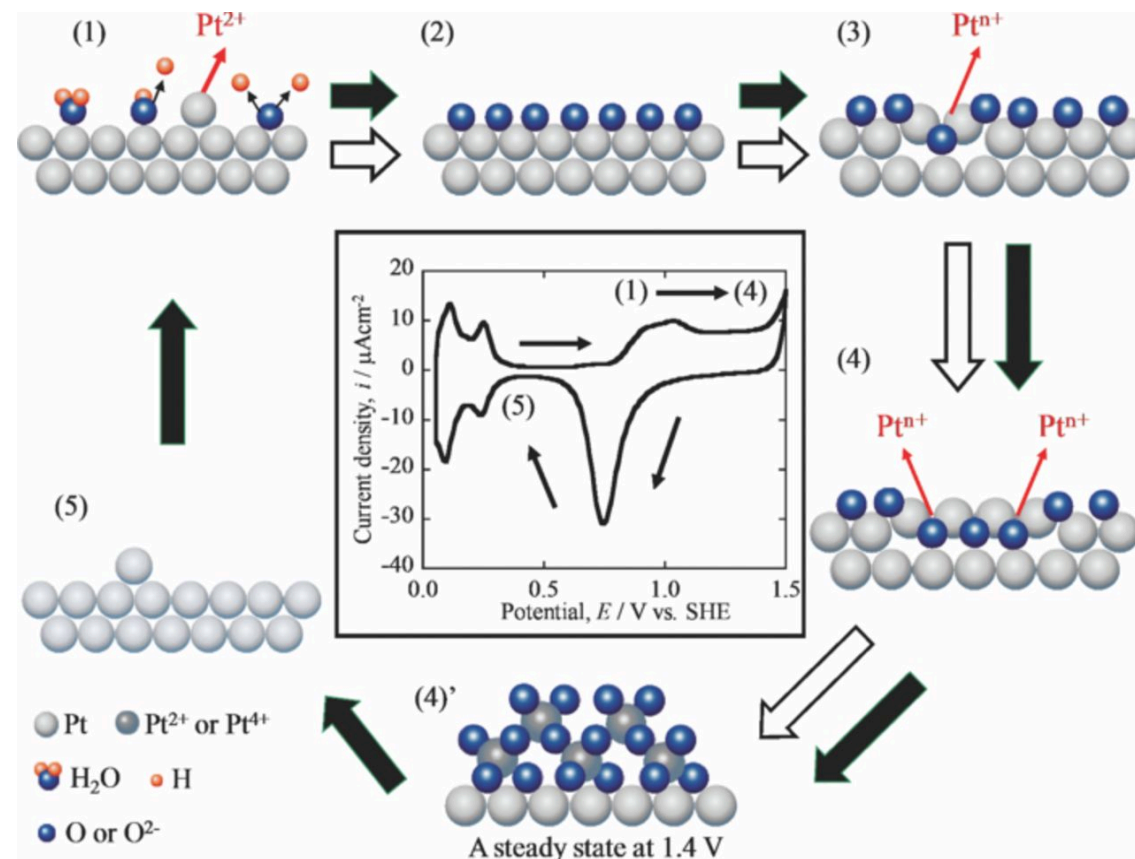 (1)
Pt2+
(2)
(3)
Ptn+
20
10
0
-10
-20
-30
-40
Current density, i / μAcm-2
(1)
(4)
(5)
0.0
0.5
1.0
1.5
Potential, E / V vs. SHE
(4)
Ptn+
Ptn+
(5)
(4)'
A steady state at 1.4 V
Pt
Pt2+ or Pt4+
H2O
H
O or O2-